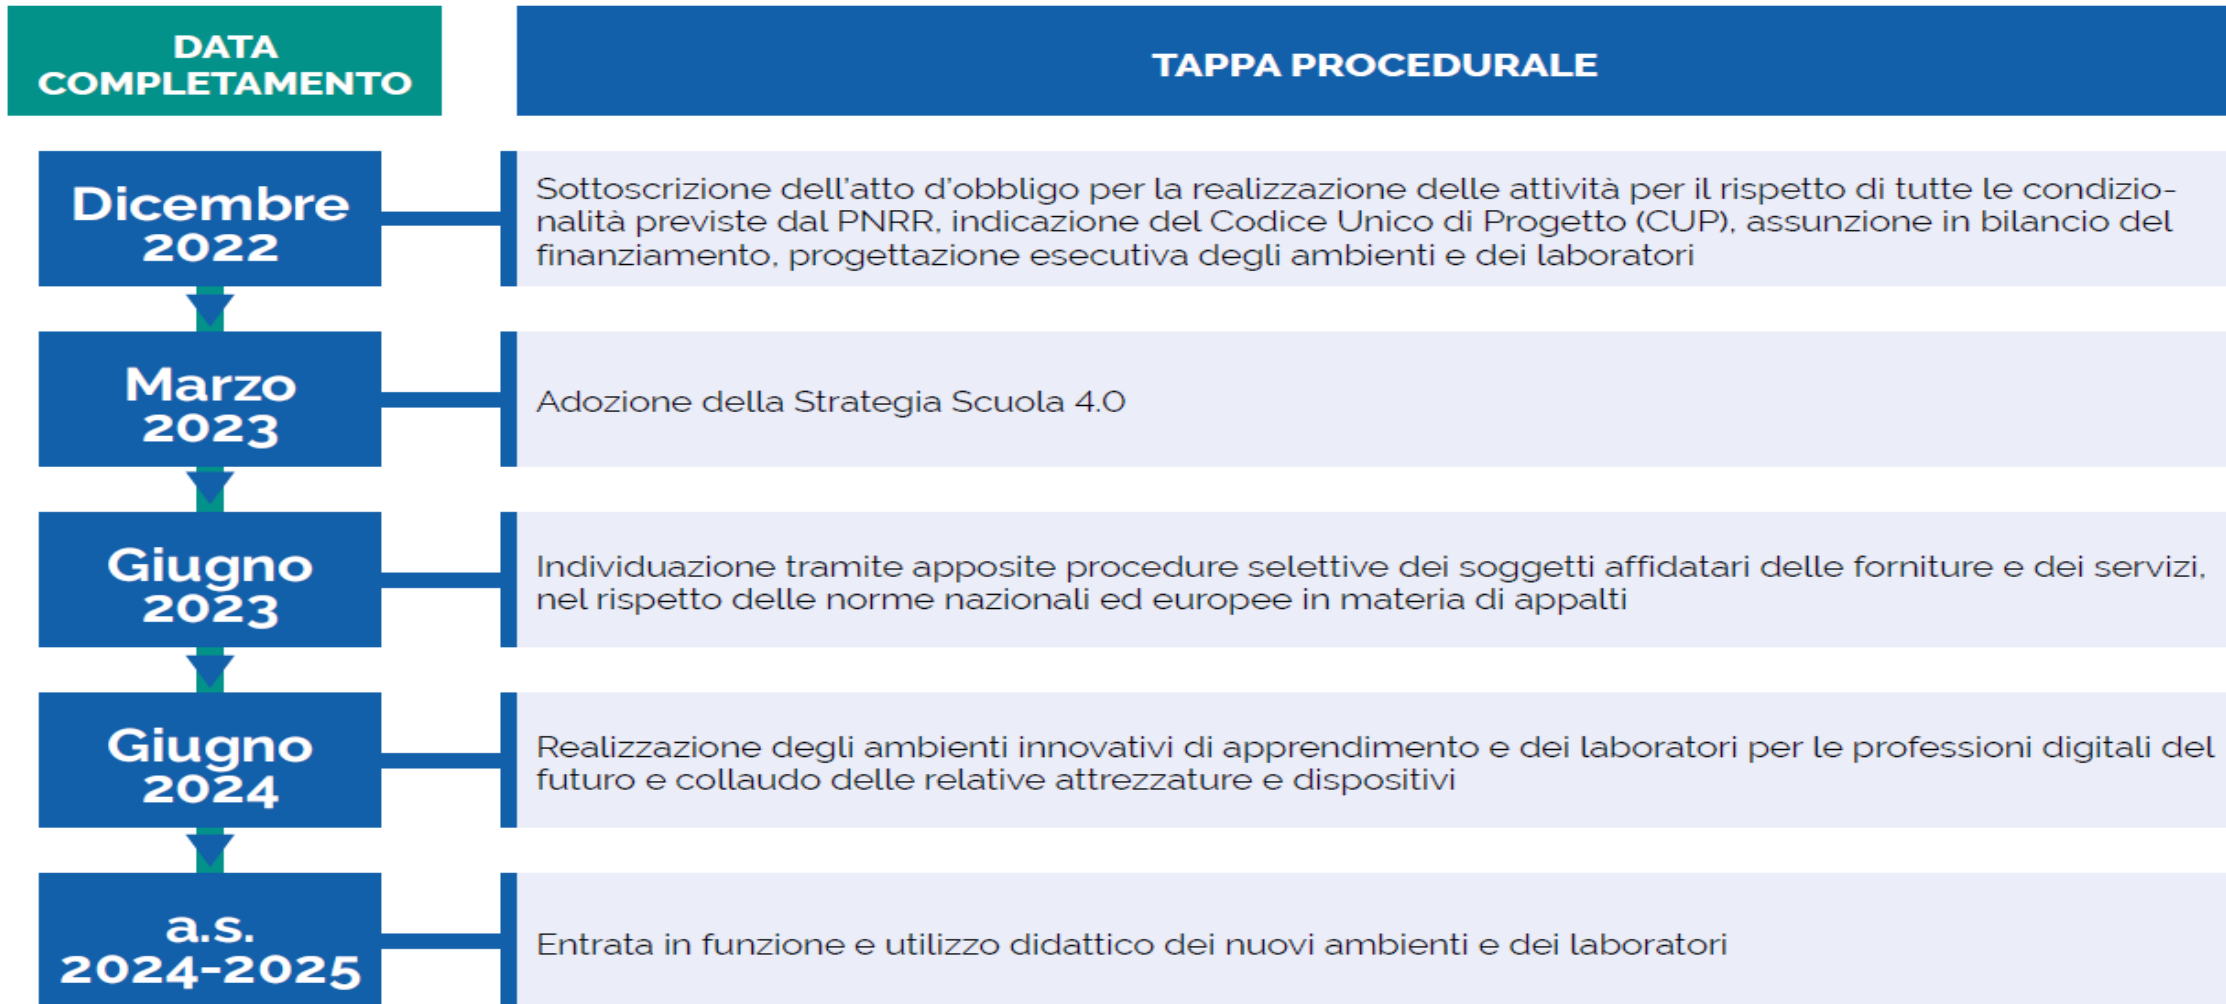 DATA
COMPLETAMENTO
TAPPA PROCEDURALE
Dicembre
2022
Sottoscrizione dell'atto d'obbligo per la realizzazione delle attività per il rispetto di tutte le condizio-
nalità previste dal PNRR, indicazione del Codice Unico di Progetto (CUP), assunzione in bilancio del
finanziamento, progettazione esecutiva degli ambienti e dei laboratori
Marzo
2023
Adozione della Strategia Scuola 4.0
Giugno
2023
Individuazione tramite apposite procedure selettive dei soggetti affidatari delle forniture e dei servizi,
nel rispetto delle norme nazionali ed europee in materia di appalti
Giugno
2024
Realizzazione degli ambienti innovativi di apprendimento e dei laboratori per le professioni digitali del
futuro e collaudo delle relative attrezzature e dispositivi
a.s.
2024-2025
Entrata in funzione e utilizzo didattico dei nuovi ambienti e dei laboratori